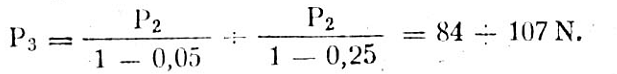 P₃ = P₂ / (1 — 0,05) ÷ P₂ / (1 — 0,25) = 84 ÷ 107 N.